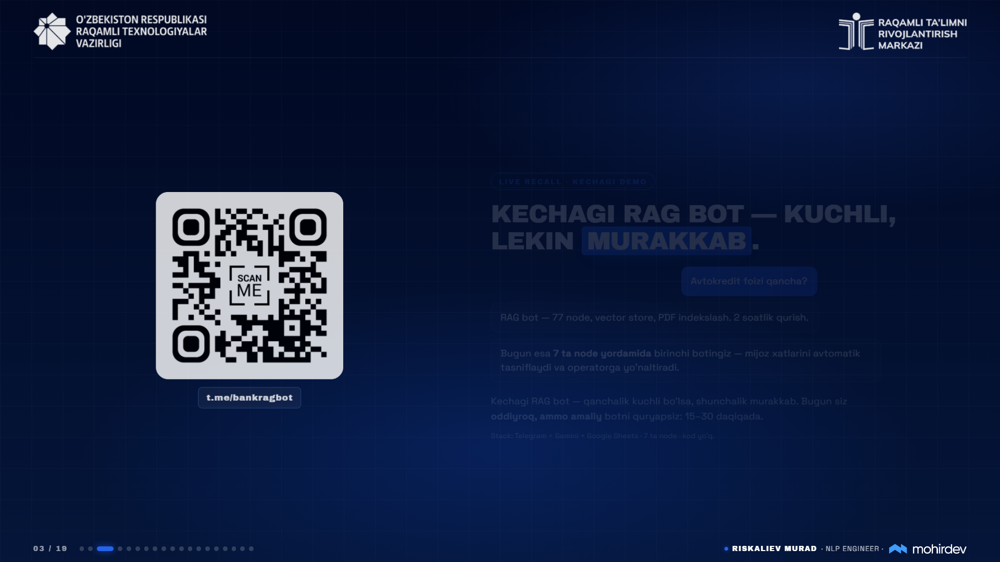 O'ZBEKISTON RESPUBLIKASI
RAQAMLI TEXNOLOGIYALAR
VAZIRLIGI
RAQAMLI TA'LIMNI
RIVOJLANTIRISH
MARKAZI
SCAN
ME
t.me/bankragbot
LIVE RECALL · KECHAGI DEMO
KECHAGI RAG BOT — KUCHLI,
LEKIN MURAKKAB.
Avtokredit foizi qancha?
RAG bot — 77 node, vector store, PDF indekslash. 2 soatlik qurish.
Bugun esa 7 ta node yordamida birinchi botingiz — mijoz xatlarini avtomatik
tasniflaydi va operatorga yo'naltiradi.
Kechagi RAG bot — qanchalik kuchli bo'lsa, shunchalik murakkab. Bugun siz
oddiyroq, ammo amaliy botni quryapsiz: 15–30 daqiqada.
Stack: Telegram + Gemini + Google Sheets · 7 ta node · kod yo'q.
03 / 19
RISKALIEV MURAD · NLP ENGINEER · mohirdev